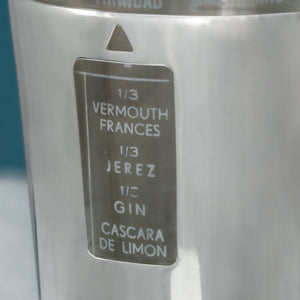 TRINIDAD
1/3
VERMOUTH
FRANCES
1/3
JEREZ
1/3
GIN
CASCARA
DE LIMON